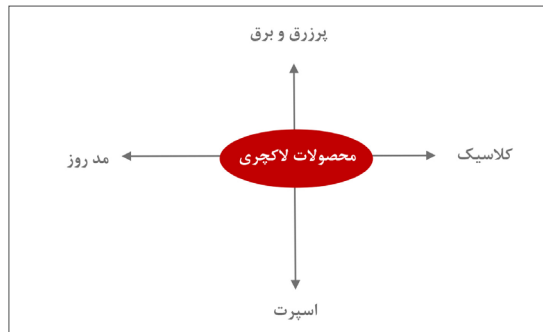 پرزرق و برق
کلاسیک
محصولات لاکچری
مد روز
اسپرت